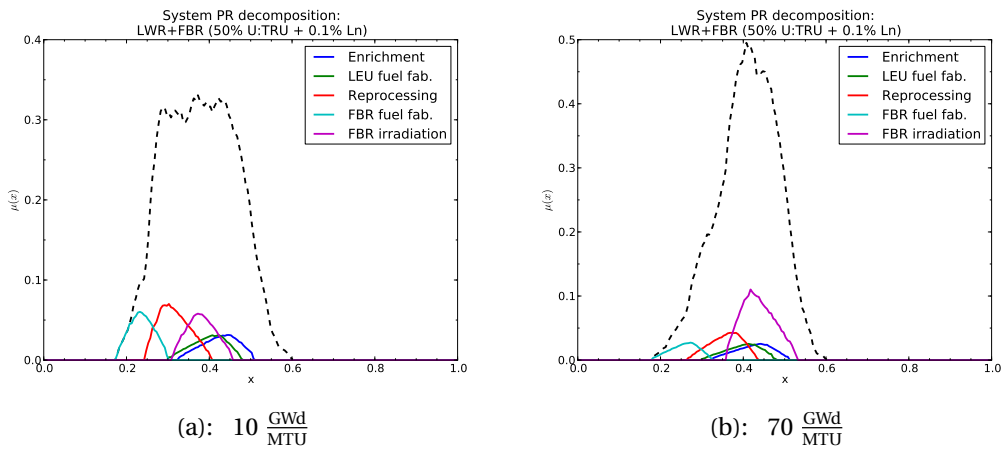 System PR decomposition:
LWR+FBR (50% U:TRU + 0.1% Ln)
0.4
0.3
0.2
0.1
0.0
μ(x)
Enrichment
LEU fuel fab.
Reprocessing
FBR fuel fab.
FBR irradiation
0.0 0.2 0.4 0.6 0.8 1.0
x
(a): 10 GWd/MTU
System PR decomposition:
LWR+FBR (50% U:TRU + 0.1% Ln)
0.5
0.4
0.3
0.2
0.1
0.0
μ(x)
Enrichment
LEU fuel fab.
Reprocessing
FBR fuel fab.
FBR irradiation
0.0 0.2 0.4 0.6 0.8 1.0
x
(b): 70 GWd/MTU